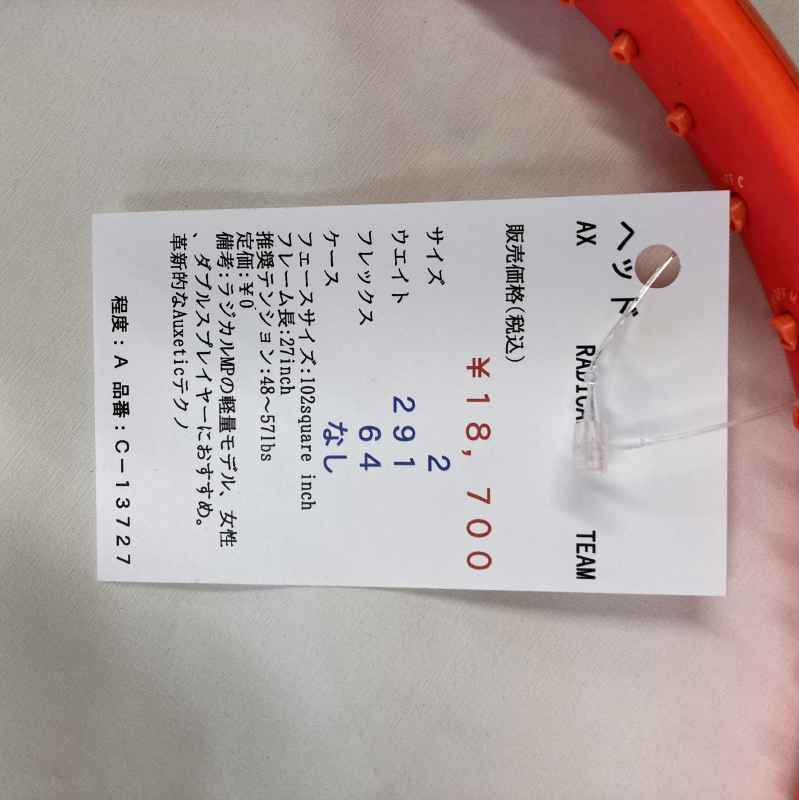 ヘッド
AX RADICAL TEAM
販売価格(税込)
¥18,700
サイズ 2
ウエイト 291
フレックス 64
ケース なし
フェースサイズ:102square inch
フレーム長:27inch
推奨テンション:48～57lbs
定価:¥0
備考:ラジカルMPの軽量モデル、女性
、ダブルスプレイヤーにおすすめ。
革新的なAuxeticテクノ
程度:A 品番:C-13727